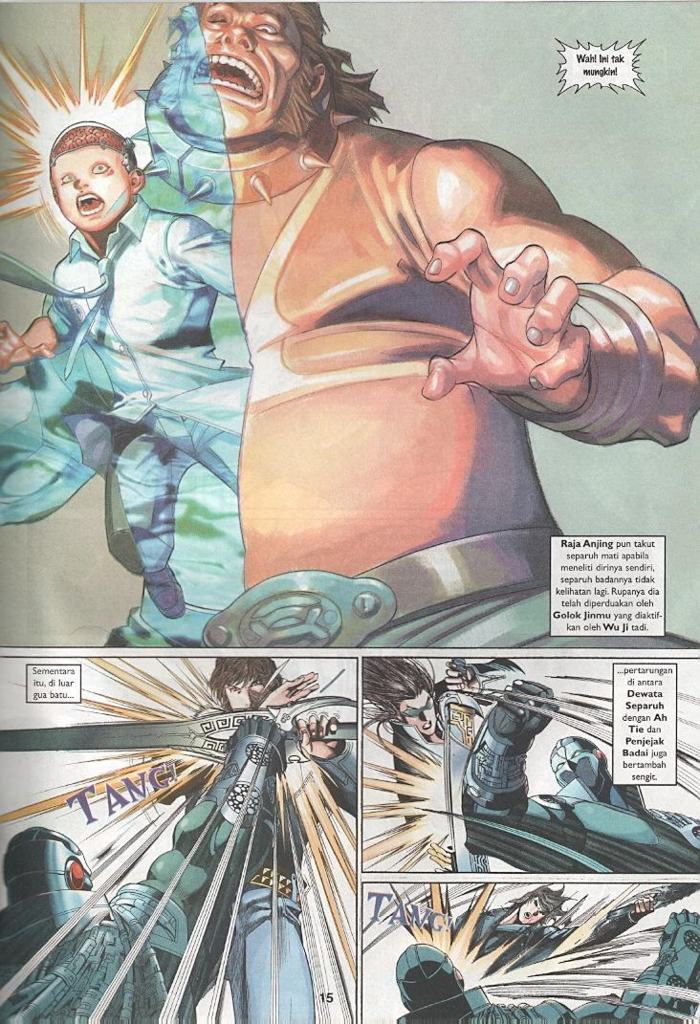 Wah! Ini tak
mungkin!
Raja Anjing pun takut
separuh mati apabila
meneliti dirinya sendiri,
separuh badannya tidak
kelihatan lagi. Rupanya dia
telah diperduakan oleh
Golok Jinmu yang diaktif-
kan oleh Wu Ji tadi.
Sementara
itu, di luar
gua batu...
TANG!
...pertarungan
di antara
Dewata
Separuh
dengan Ah
Tie dan
Penjejak
Badai juga
bertambah
sengit.
TANG!
15